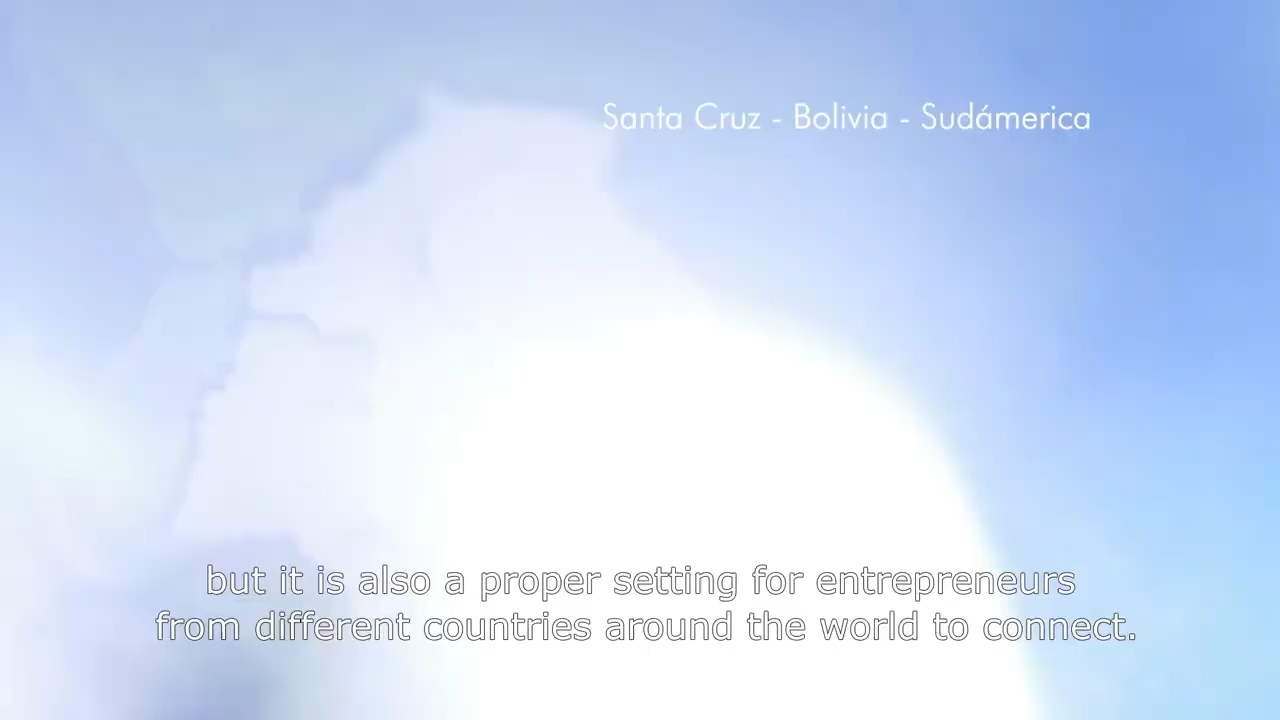 Santa Cruz - Bolivia - Sudámerica
but it is also a proper setting for entrepreneurs
from different countries around the world to connect.